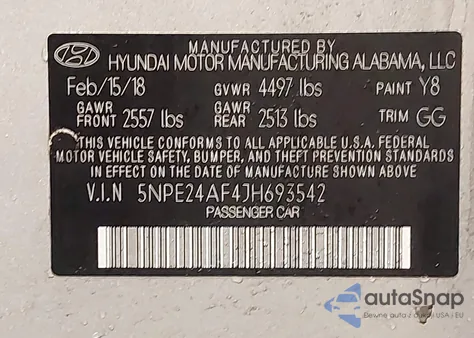 MANUFACTURED BY
HYUNDAI MOTOR MANUFACTURING ALABAMA, LLC
Feb/15/18 GVWR 4497 lbs PAINT Y8
GAWR FRONT 2557 lbs GAWR REAR 2513 lbs TRIM GG
THIS VEHICLE CONFORMS TO ALL APPLICABLE U.S.A. FEDERAL
MOTOR VEHICLE SAFETY, BUMPER, AND THEFT PREVENTION STANDARDS
IN EFFECT ON THE DATE OF MANUFACTURE SHOWN ABOVE.
V.I.N 5NPE24AF4JH693542
PASSENGER CAR
autoSnap
USA i EU